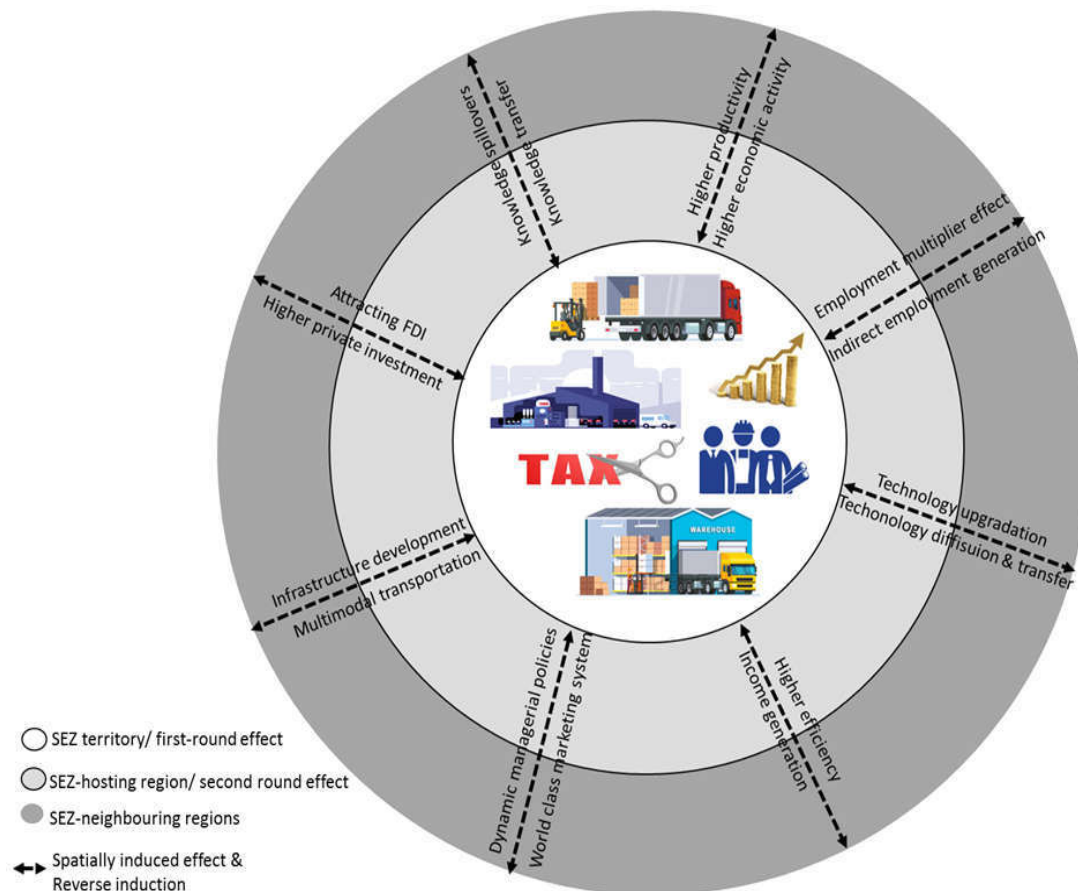 Knowledge spillovers
Knowledge transfer
Higher productivity
Higher economic activity
Employment multiplier effect
Indirect employment generation
Attracting FDI
Higher private investment
TAX
WAREHOUSE
Technology upgradation
Techonology diffisuion & transfer
Infrastructure development
Multimodal transportation
Dynamic managerial policies
World class marketing system
Higher efficiency
Income generation
SEZ territory/ first-round effect
SEZ-hosting region/ second round effect
SEZ-neighbouring regions
Spatially induced effect &
Reverse induction